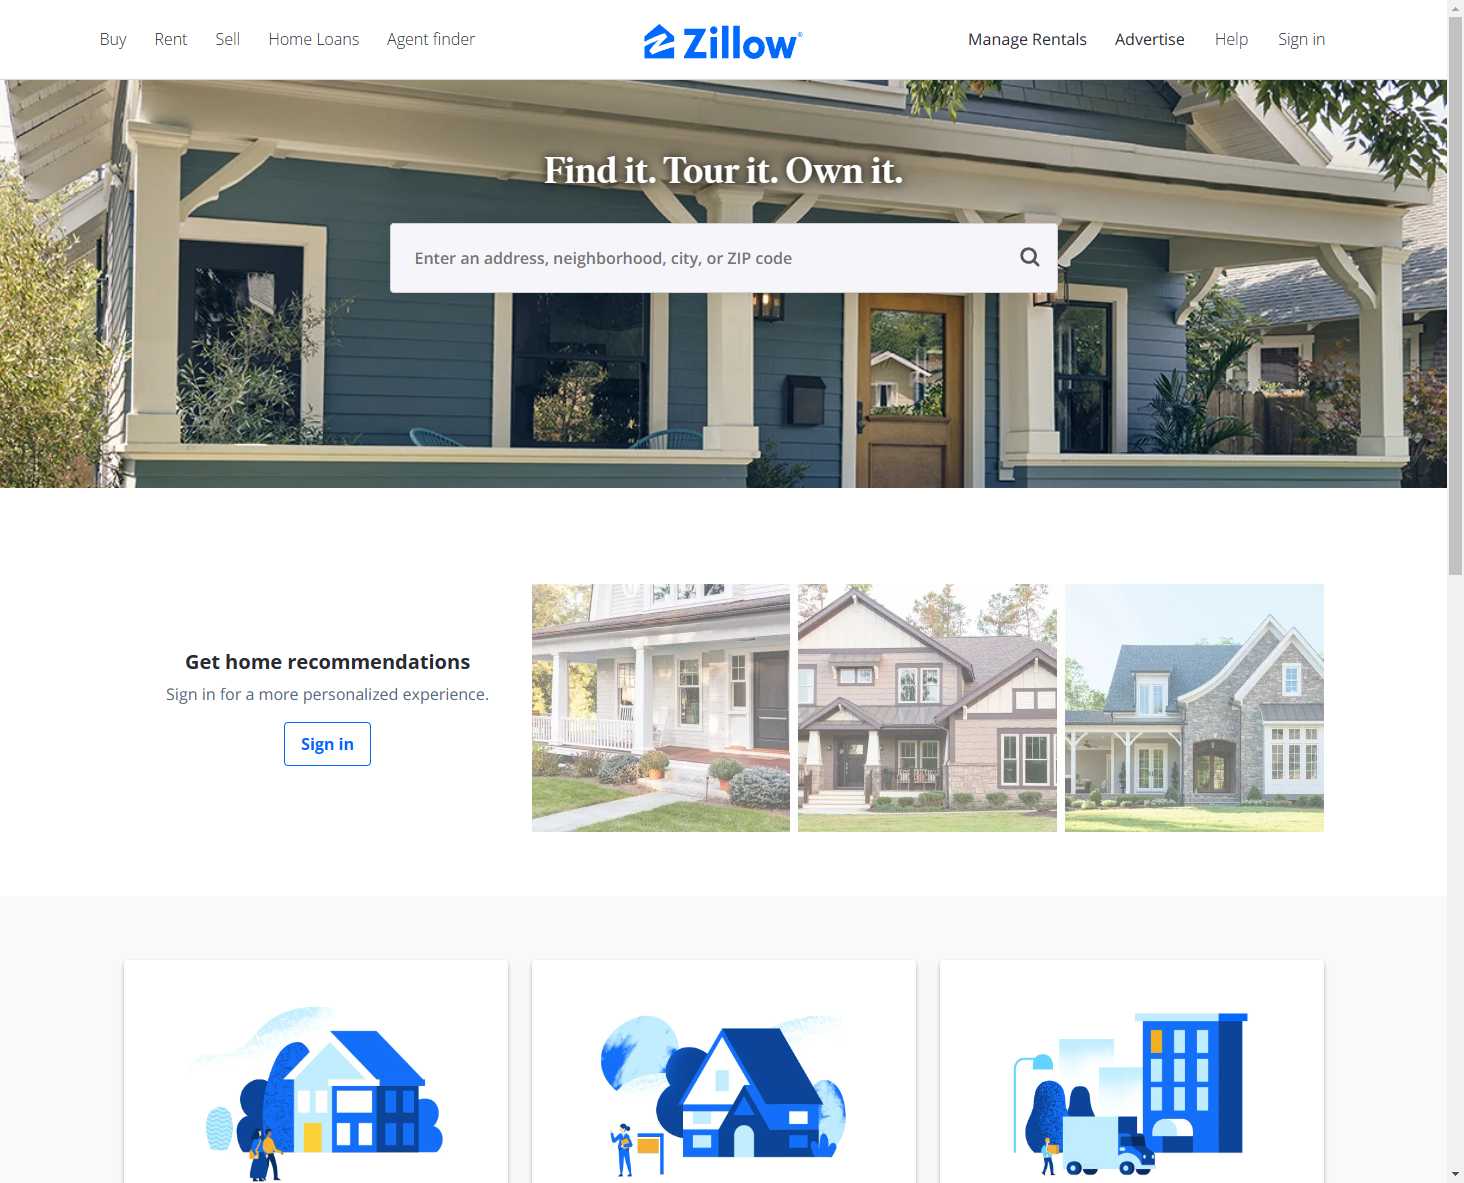 Buy Rent Sell Home Loans Agent finder Zillow® Manage Rentals Advertise Help Sign in
Find it. Tour it. Own it.
Enter an address, neighborhood, city, or ZIP code
Get home recommendations
Sign in for a more personalized experience.
Sign in